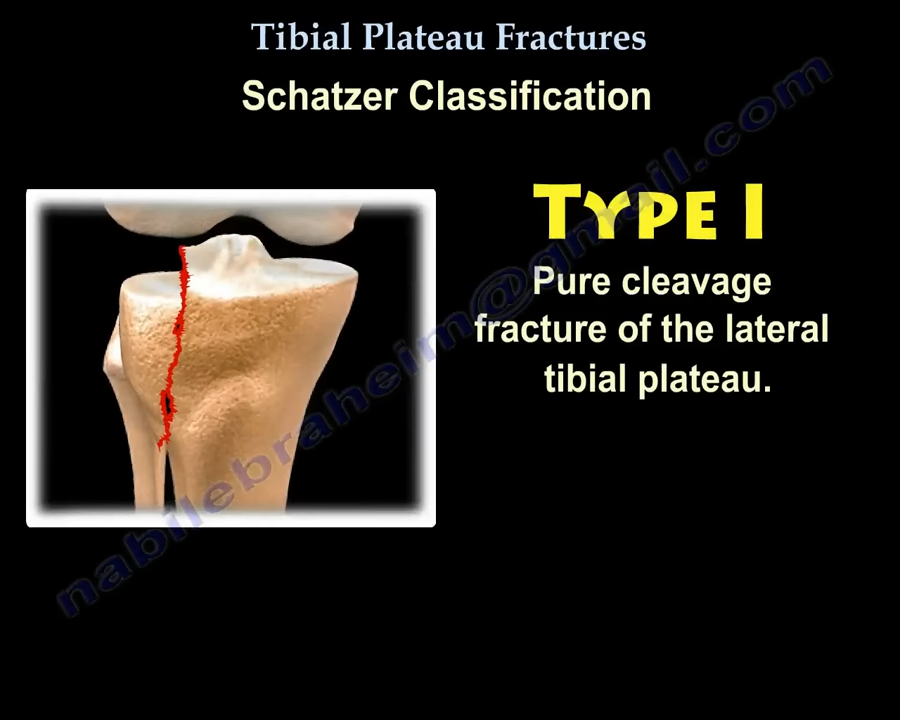 Tibial Plateau Fractures
Schatzer Classification
Type I
Pure cleavage
fracture of the lateral
tibial plateau.
nabilebraheim@gmail.com